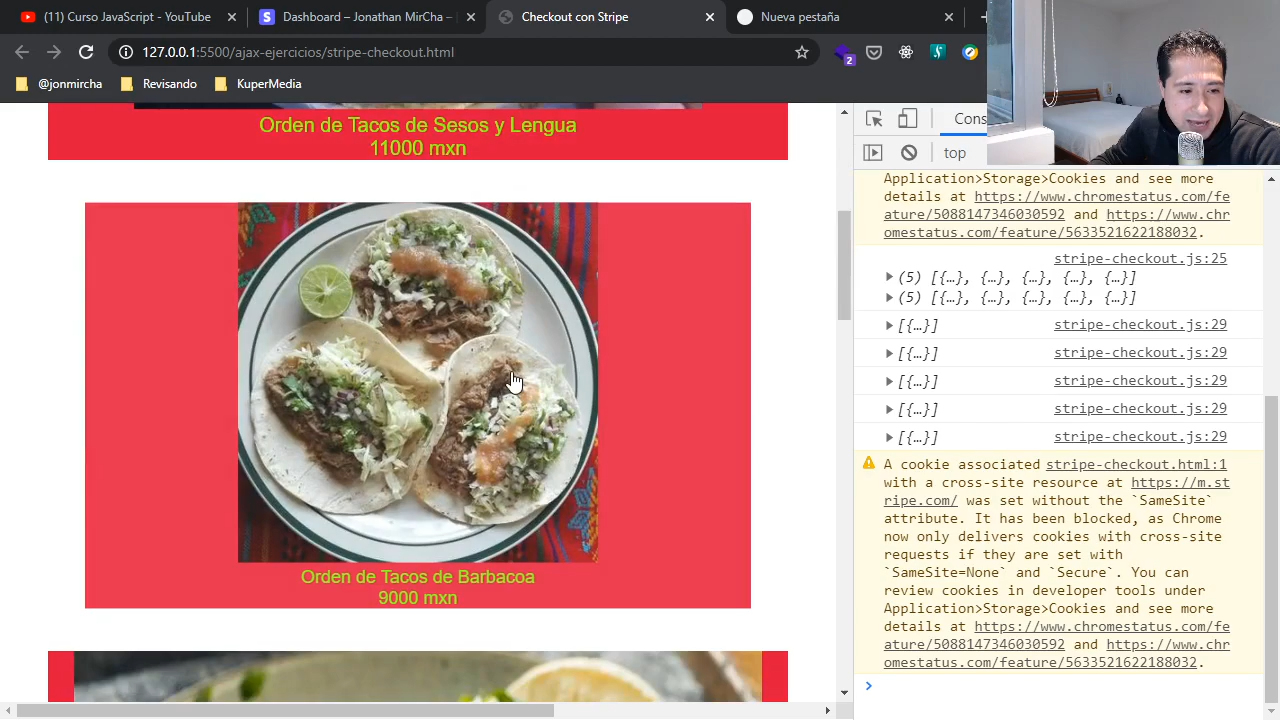 (11) Curso JavaScript - YouTube
Dashboard – Jonathan MirCha –
Checkout con Stripe
Nueva pestaña
127.0.0.1:5500/ajax-ejercicios/stripe-checkout.html
2
@jonmircha
Revisando
KuperMedia
Orden de Tacos de Sesos y Lengua
11000 mxn
Orden de Tacos de Barbacoa
9000 mxn
Cons
top
Application>Storage>Cookies and see more
details at https://www.chromestatus.com/fe
ature/5088147346030592 and https://www.chr
omestatus.com/feature/5633521622188032.
stripe-checkout.js:25
(5) [{…}, {…}, {…}, {…}, {…}]
(5) [{…}, {…}, {…}, {…}, {…}]
[{…}] stripe-checkout.js:29
[{…}] stripe-checkout.js:29
[{…}] stripe-checkout.js:29
[{…}] stripe-checkout.js:29
[{…}] stripe-checkout.js:29
A cookie associated stripe-checkout.html:1
with a cross-site resource at https://m.st
ripe.com/ was set without the `SameSite`
attribute. It has been blocked, as Chrome
now only delivers cookies with cross-site
requests if they are set with
`SameSite=None` and `Secure`. You can
review cookies in developer tools under
Application>Storage>Cookies and see more
details at https://www.chromestatus.com/fe
ature/5088147346030592 and https://www.chr
omestatus.com/feature/5633521622188032.